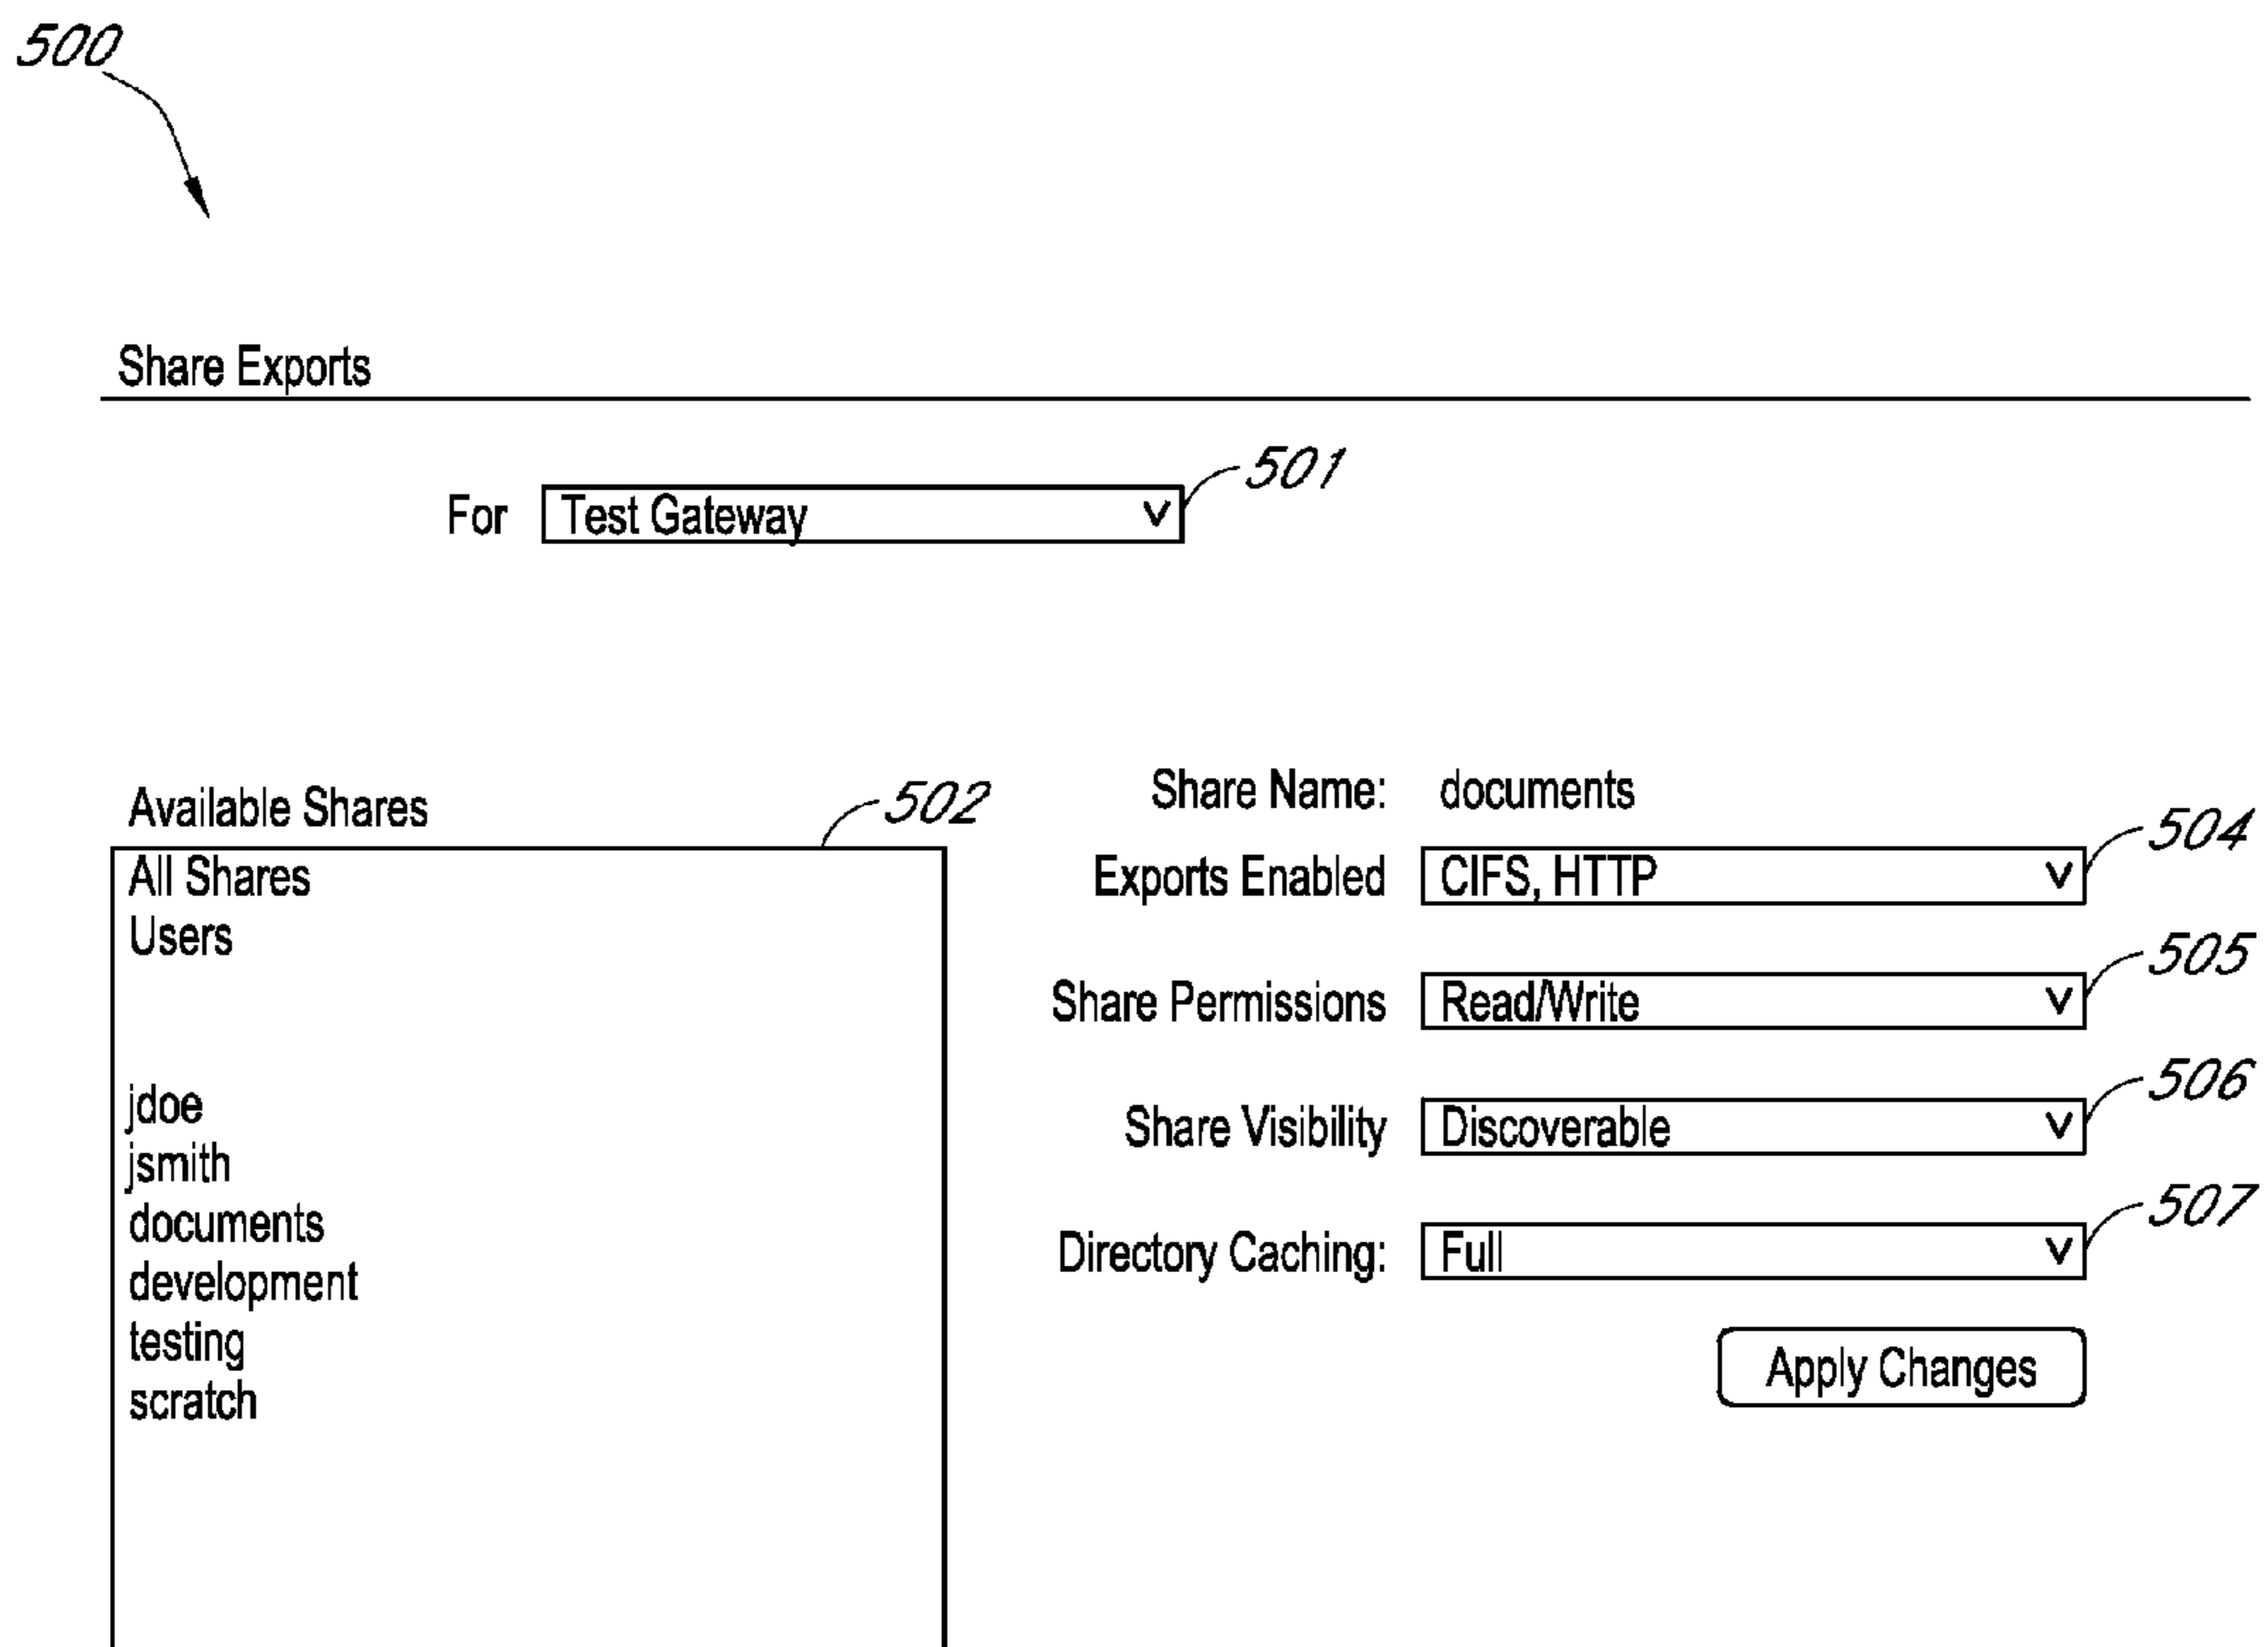 500
Share Exports
For Test Gateway v 501
Available Shares 502
All Shares
Users
jdoe
jsmith
documents
development
testing
scratch
Share Name: documents
Exports Enabled CIFS, HTTP v 504
Share Permissions Read/Write v 505
Share Visibility Discoverable v 506
Directory Caching: Full v 507
Apply Changes